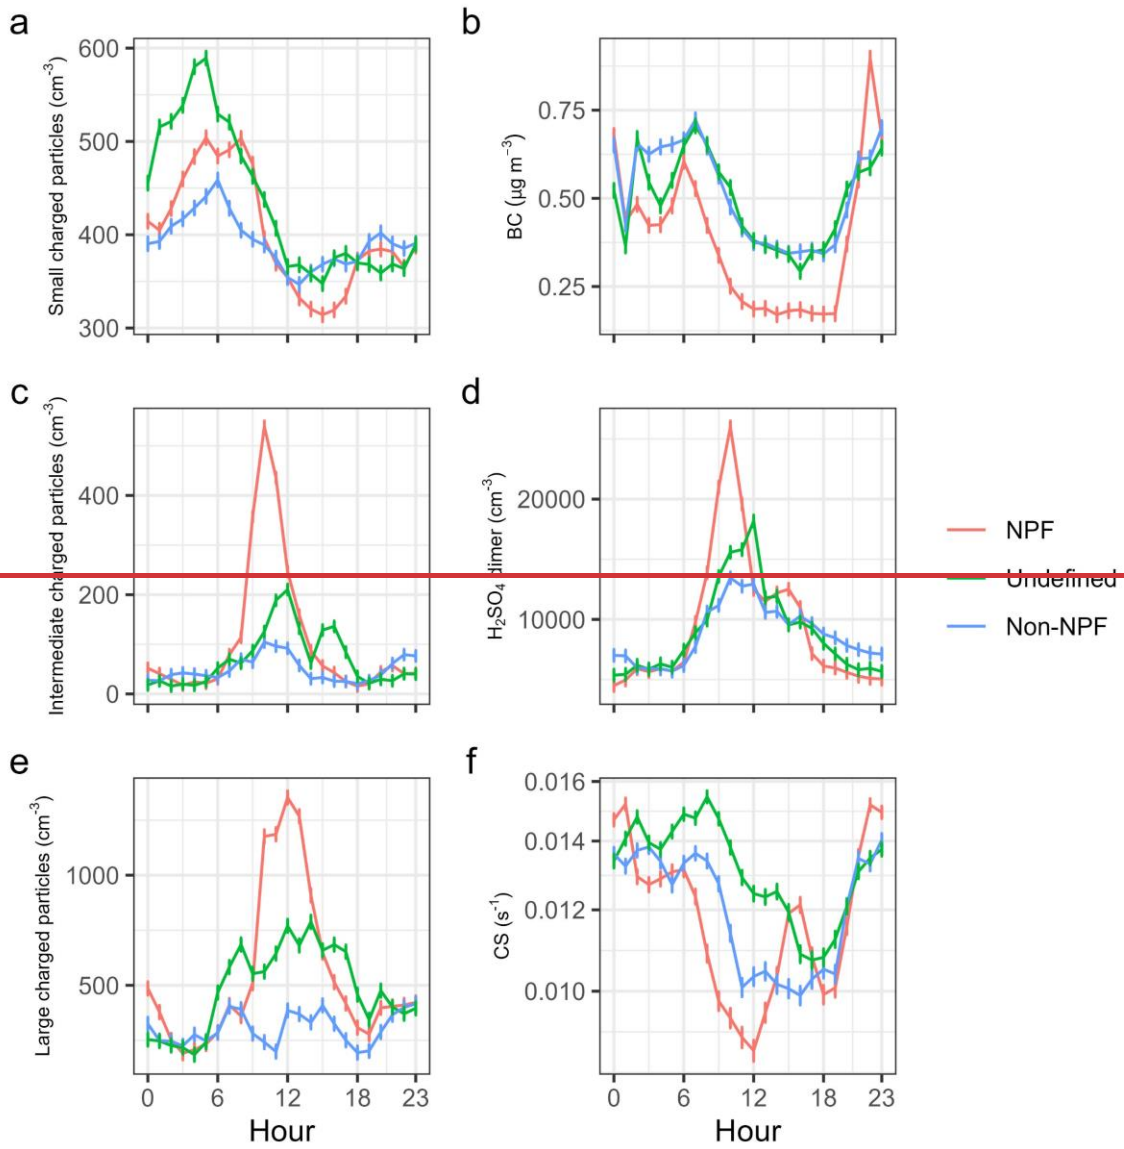 a
b
600
500
400
300
Small charged particles (cm⁻³)
0.75
0.50
0.25
BC (µg m⁻³)
c
d
400
200
0
Intermediate charged particles (cm⁻³)
20000
10000
H₂SO₄ dimer (cm⁻³)
NPF
Undefined
Non-NPF
e
f
1000
500
Large charged particles (cm⁻³)
0.016
0.014
0.012
0.010
CS (s⁻¹)
0 6 12 18 23
0 6 12 18 23
Hour
Hour